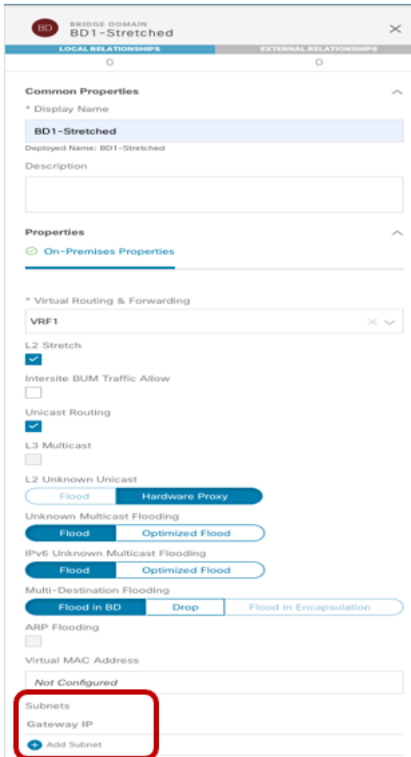 BD
BRIDGE DOMAIN
BD1-Stretched
LOCAL RELATIONSHIPS EXTERNAL RELATIONSHIPS
0 0
Common Properties
* Display Name
BD1-Stretched
Deployed Name: BD1-Stretched
Description
Properties
On-Premises Properties
* Virtual Routing & Forwarding
VRF1
L2 Stretch
Intersite BUM Traffic Allow
Unicast Routing
L3 Multicast
L2 Unknown Unicast
Flood Hardware Proxy
Unknown Multicast Flooding
Flood Optimized Flood
IPv6 Unknown Multicast Flooding
Flood Optimized Flood
Multi-Destination Flooding
Flood in BD Drop Flood in Encapsulation
ARP Flooding
Virtual MAC Address
Not Configured
Subnets
Gateway IP
Add Subnet